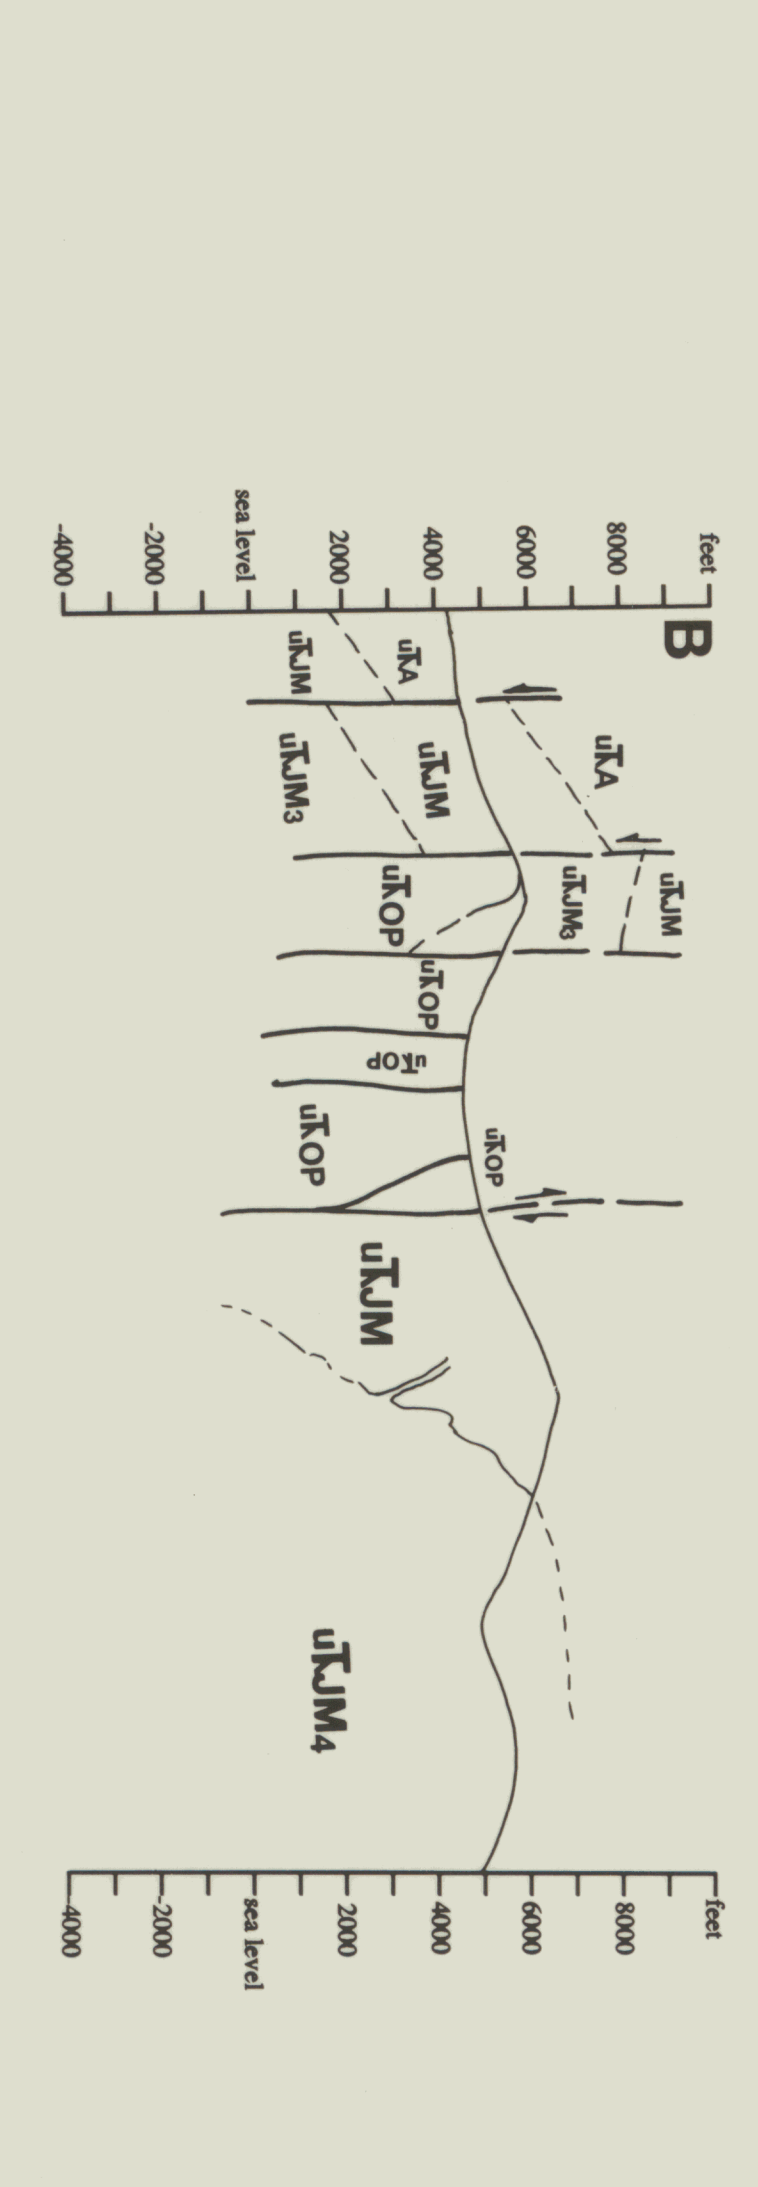 feet
B
8000
6000
4000
2000
sea level
-2000
-4000
uTRJM
uTRA
uTRJM3
uTRA
uTRJM
uTRJM
uTRJM3
uTROP
uTROP
uTROP
uTROP
uTROP
uTRJM
uTRJM4
feet
8000
6000
4000
2000
sea level
-2000
-4000